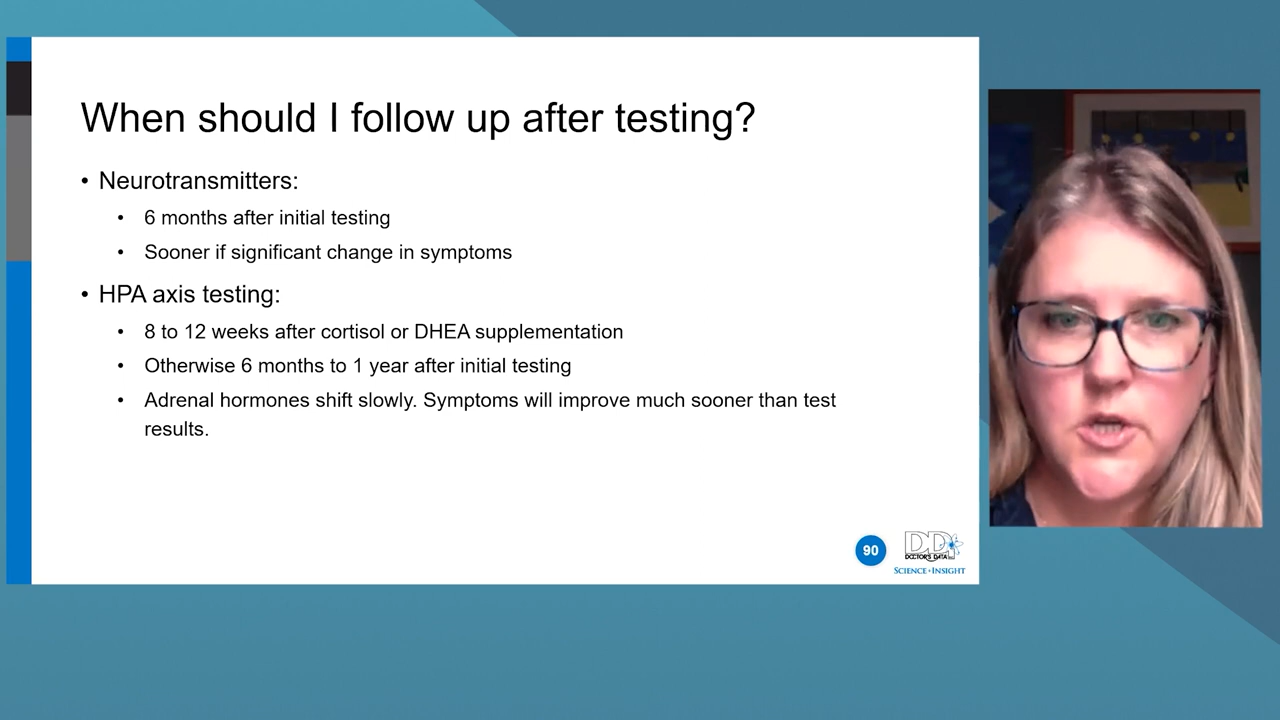 When should I follow up after testing?
• Neurotransmitters:
• 6 months after initial testing
• Sooner if significant change in symptoms
• HPA axis testing:
• 8 to 12 weeks after cortisol or DHEA supplementation
• Otherwise 6 months to 1 year after initial testing
• Adrenal hormones shift slowly. Symptoms will improve much sooner than test
results.
90
DDI
DOCTOR'S DATA
SCIENCE + INSIGHT